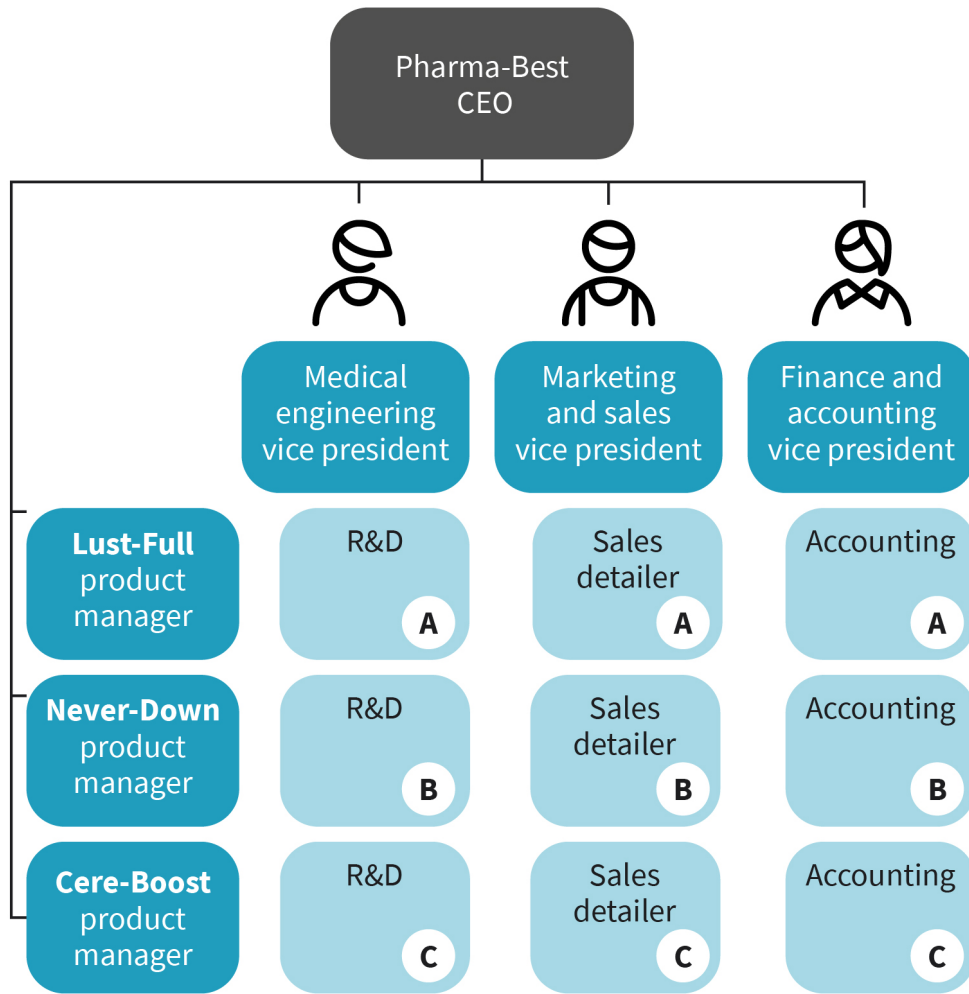 Pharma-Best
CEO
Medical
engineering
vice president
Marketing
and sales
vice president
Finance and
accounting
vice president
Lust-Full
product
manager
R&D
A
Sales
detailer
A
Accounting
A
Never-Down
product
manager
R&D
B
Sales
detailer
B
Accounting
B
Cere-Boost
product
manager
R&D
C
Sales
detailer
C
Accounting
C